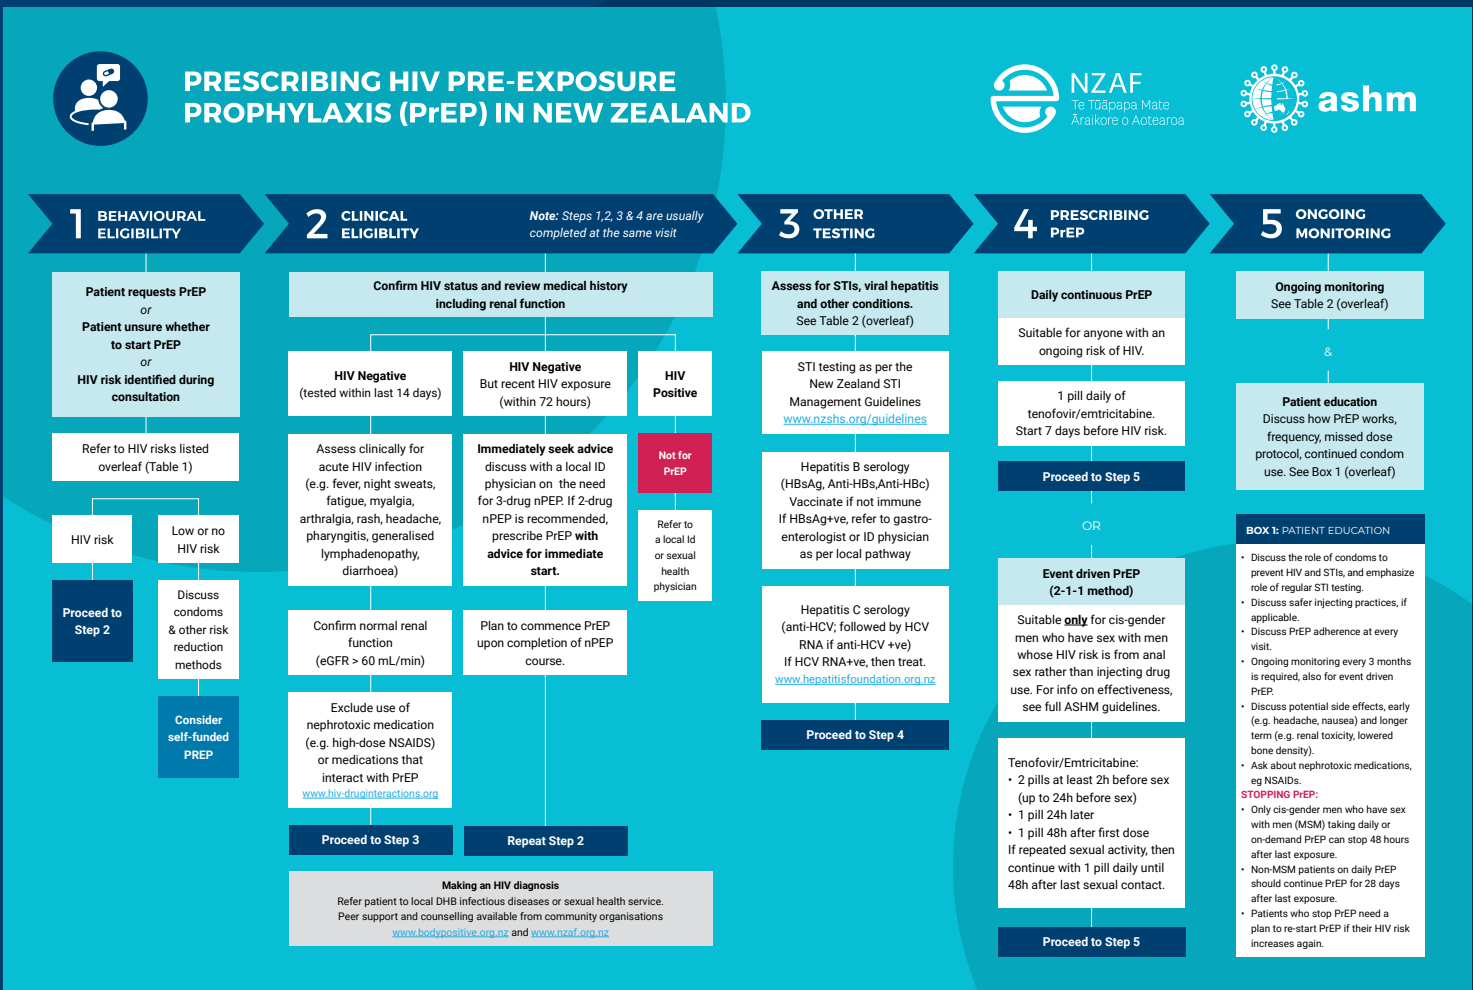 PRESCRIBING HIV PRE-EXPOSURE
PROPHYLAXIS (PrEP) IN NEW ZEALAND
NZAF
Te Tūāpapa Mate
Āraikore o Aotearoa
ashm
1 BEHAVIOURAL
ELIGIBILITY
Patient requests PrEP
or
Patient unsure whether
to start PrEP
or
HIV risk identified during
consultation
Refer to HIV risks listed
overleaf (Table 1)
HIV risk
Proceed to
Step 2
Low or no
HIV risk
Discuss
condoms
& other risk
reduction
methods
Consider
self-funded
PREP
2 CLINICAL
ELIGIBLITY
Note: Steps 1,2, 3 & 4 are usually
completed at the same visit
Confirm HIV status and review medical history
including renal function
HIV Negative
(tested within last 14 days)
Assess clinically for
acute HIV infection
(e.g. fever, night sweats,
fatigue, myalgia,
arthralgia, rash, headache,
pharyngitis, generalised
lymphadenopathy,
diarrhoea)
Confirm normal renal
function
(eGFR > 60 mL/min)
Exclude use of
nephrotoxic medication
(e.g. high-dose NSAIDS)
or medications that
interact with PrEP
www.hiv-druginteractions.org
Proceed to Step 3
HIV Negative
But recent HIV exposure
(within 72 hours)
Immediately seek advice
discuss with a local ID
physician on the need
for 3-drug nPEP. If 2-drug
nPEP is recommended,
prescribe PrEP with
advice for immediate
start.
Plan to commence PrEP
upon completion of nPEP
course.
Repeat Step 2
HIV
Positive
Not for
PrEP
Refer to
a local Id
or sexual
health
physician
Making an HIV diagnosis
Refer patient to local DHB infectious diseases or sexual health service.
Peer support and counselling available from community organisations
www.bodypositive.org.nz and www.nzaf.org.nz
3 OTHER
TESTING
Assess for STIs, viral hepatitis
and other conditions.
See Table 2 (overleaf)
STI testing as per the
New Zealand STI
Management Guidelines
www.nzshs.org/guidelines
Hepatitis B serology
(HBsAg, Anti-HBs,Anti-HBc)
Vaccinate if not immune
If HBsAg+ve, refer to gastro-
enterologist or ID physician
as per local pathway
Hepatitis C serology
(anti-HCV; followed by HCV
RNA if anti-HCV +ve)
If HCV RNA+ve, then treat.
www.hepatitisfoundation.org.nz
Proceed to Step 4
4 PRESCRIBING
PrEP
Daily continuous PrEP
Suitable for anyone with an
ongoing risk of HIV.
1 pill daily of
tenofovir/emtricitabine.
Start 7 days before HIV risk.
Proceed to Step 5
OR
Event driven PrEP
(2-1-1 method)
Suitable only for cis-gender
men who have sex with men
whose HIV risk is from anal
sex rather than injecting drug
use. For info on effectiveness,
see full ASHM guidelines.
Tenofovir/Emtricitabine:
• 2 pills at least 2h before sex
(up to 24h before sex)
• 1 pill 24h later
• 1 pill 48h after first dose
If repeated sexual activity, then
continue with 1 pill daily until
48h after last sexual contact.
Proceed to Step 5
5 ONGOING
MONITORING
Ongoing monitoring
See Table 2 (overleaf)
&
Patient education
Discuss how PrEP works,
frequency, missed dose
protocol, continued condom
use. See Box 1 (overleaf)
BOX 1: PATIENT EDUCATION
• Discuss the role of condoms to
prevent HIV and STIs, and emphasize
role of regular STI testing.
• Discuss safer injecting practices, if
applicable.
• Discuss PrEP adherence at every
visit.
• Ongoing monitoring every 3 months
is required, also for event driven
PrEP.
• Discuss potential side effects, early
(e.g. headache, nausea) and longer
term (e.g. renal toxicity, lowered
bone density).
• Ask about nephrotoxic medications,
eg NSAIDs.
STOPPING PrEP:
• Only cis-gender men who have sex
with men (MSM) taking daily or
on-demand PrEP can stop 48 hours
after last exposure.
• Non-MSM patients on daily PrEP
should continue PrEP for 28 days
after last exposure.
• Patients who stop PrEP need a
plan to re-start PrEP if their HIV risk
increases again.